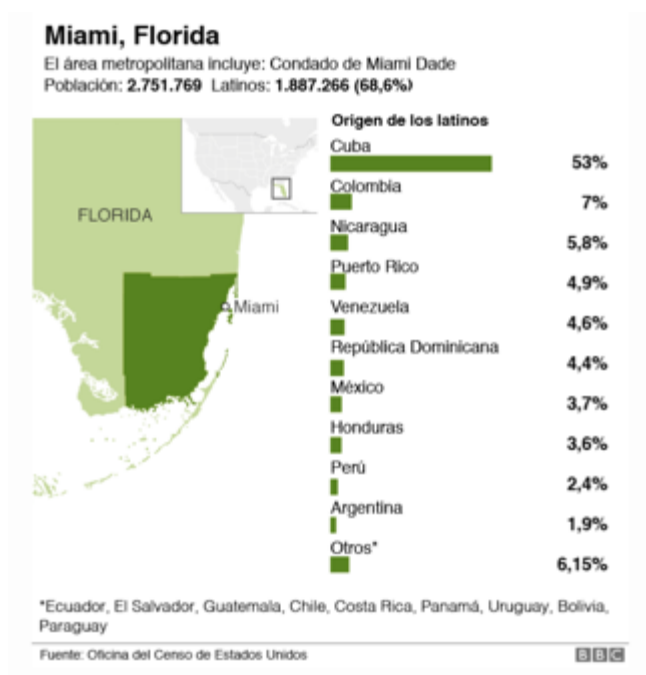 Miami, Florida
El área metropolitana incluye: Condado de Miami Dade
Población: 2.751.769 Latinos: 1.887.266 (68,6%)
Origen de los latinos
Cuba
53%
Colombia
7%
Nicaragua
5,8%
Puerto Rico
4,9%
Venezuela
4,6%
República Dominicana
4,4%
México
3,7%
Honduras
3,6%
Perú
2,4%
Argentina
1,9%
Otros*
6,15%
FLORIDA
Miami
*Ecuador, El Salvador, Guatemala, Chile, Costa Rica, Panamá, Uruguay, Bolivia,
Paraguay
Fuente: Oficina del Censo de Estados Unidos
BBC